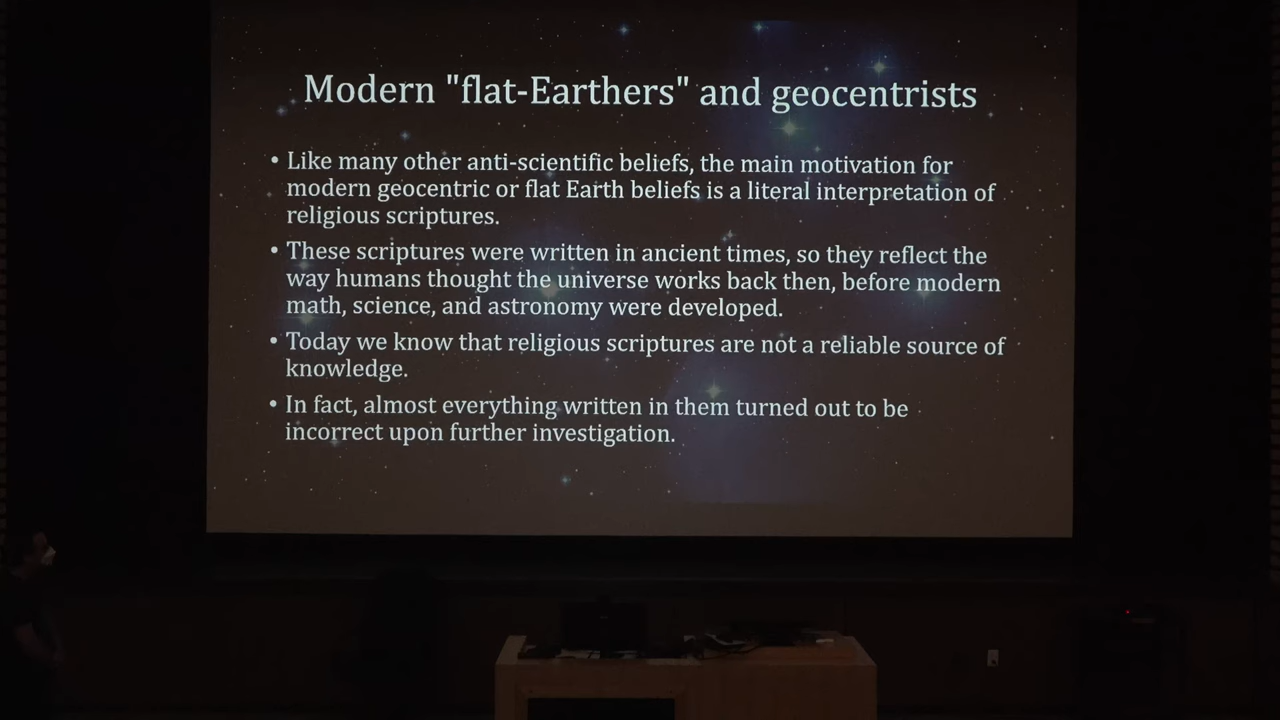 Modern "flat-Earthers" and geocentrists
• Like many other anti-scientific beliefs, the main motivation for
modern geocentric or flat Earth beliefs is a literal interpretation of
religious scriptures.
• These scriptures were written in ancient times, so they reflect the
way humans thought the universe works back then, before modern
math, science, and astronomy were developed.
• Today we know that religious scriptures are not a reliable source of
knowledge.
• In fact, almost everything written in them turned out to be
incorrect upon further investigation.